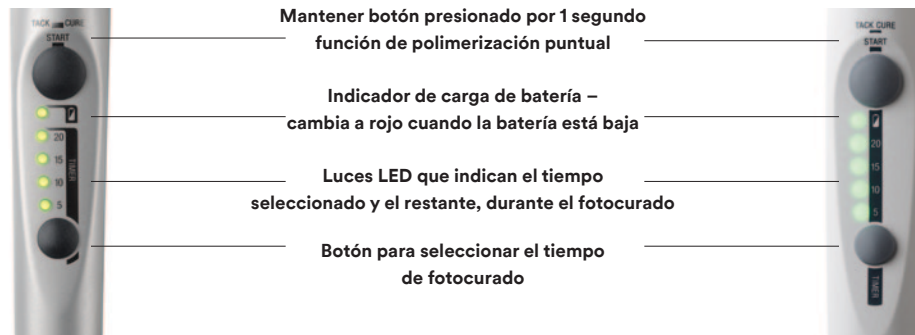 TACK CURE
START
20
15
10
5
TIMER
Mantener botón presionado por 1 segundo
función de polimerización puntual
Indicador de carga de batería –
cambia a rojo cuando la batería está baja
Luces LED que indican el tiempo
seleccionado y el restante, durante el fotocurado
Botón para seleccionar el tiempo
de fotocurado
TACK CURE
START
20
15
10
5
TIMER